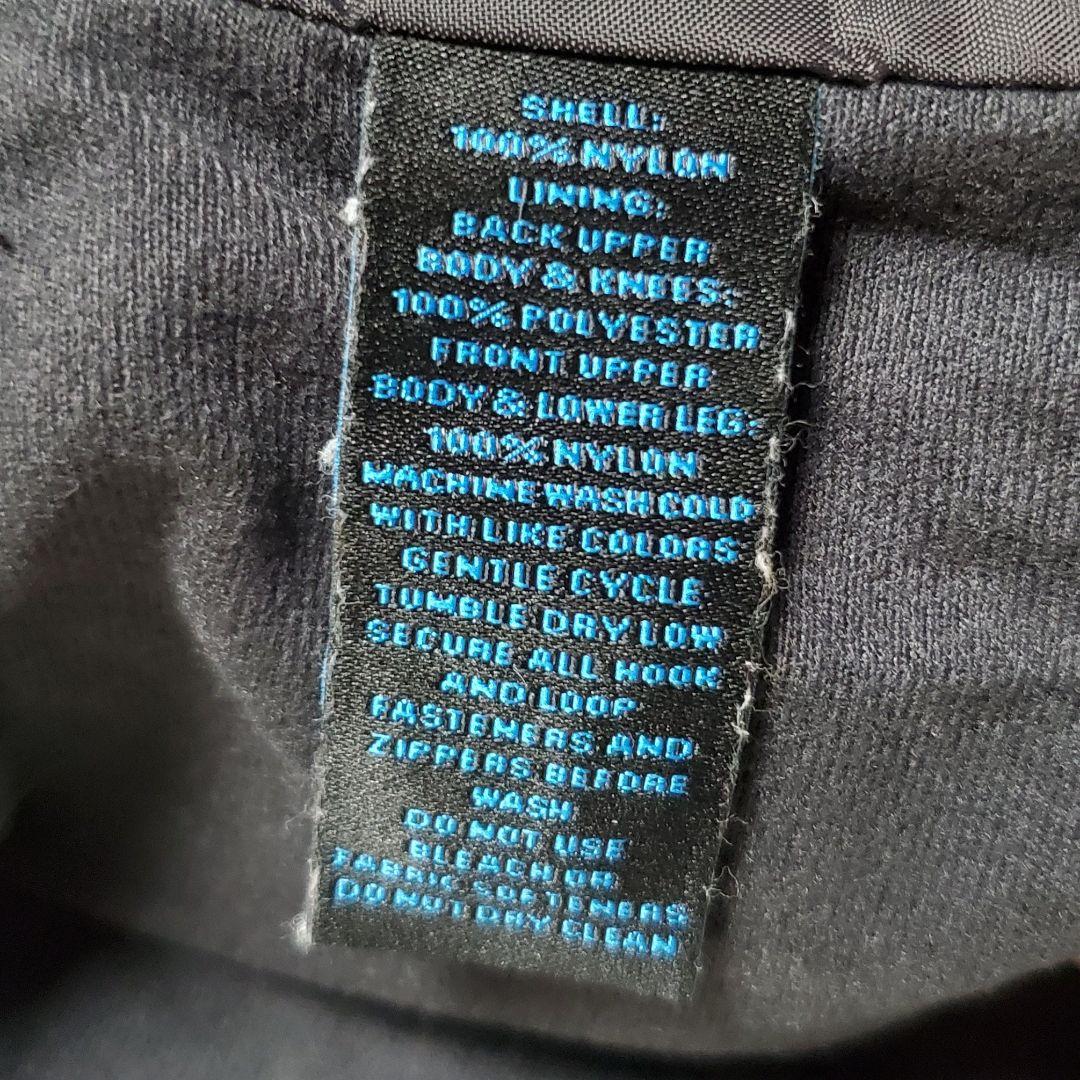 SHELL:
100% NYLON
LINING:
BACK UPPER
BODY & KNEES:
100% POLYESTER
FRONT UPPER
BODY & LOWER LEG:
100% NYLON
MACHINE WASH COLD
WITH LIKE COLORS
GENTLE CYCLE
TUMBLE DRY LOW
SECURE ALL HOOK
AND LOOP
FASTENERS AND
ZIPPERS BEFORE
WASH
DO NOT USE
BLEACH OR
FABRIC SOFTENERS
DO NOT DRY CLEAN